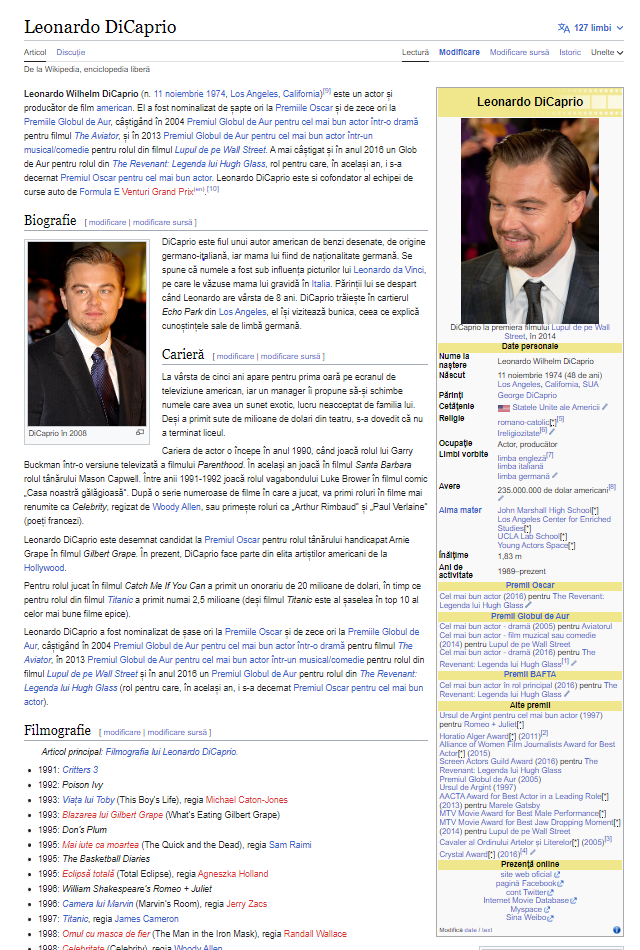 Leonardo DiCaprio
127 limbi
Articol Discuție Lectură Modificare Modificare sursă Istoric Unelte
De la Wikipedia, enciclopedia liberă
Leonardo Wilhelm DiCaprio (n. 11 noiembrie 1974, Los Angeles, California)[9] este un actor și
producător de film american. El a fost nominalizat de șapte ori la Premiile Oscar și de zece ori la
Premiile Globul de Aur, câștigând în 2004 Premiul Globul de Aur pentru cel mai bun actor într-o dramă
pentru filmul The Aviator, și în 2013 Premiul Globul de Aur pentru cel mai bun actor într-un
musical/comedie pentru rolul din filmul Lupul de pe Wall Street. A mai câștigat și în anul 2016 un Glob
de Aur pentru rolul din The Revenant: Legenda lui Hugh Glass, rol pentru care, în același an, i s-a
decernat Premiul Oscar pentru cel mai bun actor. Leonardo DiCaprio este si cofondator al echipei de
curse auto de Formula E Venturi Grand Prix(en).[10]
Biografie [ modificare | modificare sursă ]
DiCaprio este fiul unui autor american de benzi desenate, de origine
germano-italiană, iar mama lui fiind de naționalitate germană. Se
spune că numele a fost sub influența picturilor lui Leonardo da Vinci,
pe care le văzuse mama lui gravidă în Italia. Părinții lui se despart
când Leonardo are vârsta de 8 ani. DiCaprio trăiește în cartierul
Echo Park din Los Angeles, el își vizitează bunica, ceea ce explică
cunoștințele sale de limbă germană.
DiCaprio în 2008
Carieră [ modificare | modificare sursă ]
La vârsta de cinci ani apare pentru prima oară pe ecranul de
televiziune american, iar un manager îi propune să-și schimbe
numele care avea un sunet exotic, lucru neacceptat de familia lui.
Deși a primit sute de milioane de dolari din teatru, s-a dovedit că nu
a terminat liceul.
Cariera de actor o începe în anul 1990, când joacă rolul lui Garry
Buckman într-o versiune televizată a filmului Parenthood. În același an joacă în filmul Santa Barbara
rolul tânărului Mason Capwell. Între anii 1991-1992 joacă rolul vagabondului Luke Brower în filmul comic
„Casa noastră gălăgioasă". După o serie numeroase de filme în care a jucat, va primi roluri în filme mai
renumite ca Celebrity, regizat de Woody Allen, sau primește roluri ca „Arthur Rimbaud" și „Paul Verlaine"
(poeți francezi).
Leonardo DiCaprio este desemnat candidat la Premiul Oscar pentru rolul tânărului handicapat Arnie
Grape în filmul Gilbert Grape. În prezent, DiCaprio face parte din elita artiștilor americani de la
Hollywood.
Pentru rolul jucat în filmul Catch Me If You Can a primit un onorariu de 20 milioane de dolari, în timp ce
pentru rolul din filmul Titanic a primit numai 2,5 milioane (deși filmul Titanic este al șaselea în top 10 al
celor mai bune filme epice).
Leonardo DiCaprio a fost nominalizat de șase ori la Premiile Oscar și de zece ori la Premiile Globul de
Aur, câștigând în 2004 Premiul Globul de Aur pentru cel mai bun actor într-o dramă pentru filmul The
Aviator, în 2013 Premiul Globul de Aur pentru cel mai bun actor într-un musical/comedie pentru rolul din
filmul Lupul de pe Wall Street și în anul 2016 un Premiul Globul de Aur pentru rolul din The Revenant:
Legenda lui Hugh Glass (rol pentru care, în același an, i s-a decernat Premiul Oscar pentru cel mai bun
actor).
Filmografie [ modificare | modificare sursă ]
Articol principal: Filmografia lui Leonardo DiCaprio.
1991: Critters 3
1992: Poison Ivy
1993: Viața lui Toby (This Boy's Life), regia Michael Caton-Jones
1993: Blazarea lui Gilbert Grape (What's Eating Gilbert Grape)
1995: Don's Plum
1995: Mai iute ca moartea (The Quick and the Dead), regia Sam Raimi
1995: The Basketball Diaries
1995: Eclipsă totală (Total Eclipse), regia Agneszka Holland
1996: William Shakespeare's Romeo + Juliet
1996: Camera lui Marvin (Marvin's Room), regia Jerry Zacs
1997: Titanic, regia James Cameron
1998: Omul cu masca de fier (The Man in the Iron Mask), regia Randall Wallace
1998: Celebritate (Celebrity), regia Woody Allen
Leonardo DiCaprio
DiCaprio la premiera filmului Lupul de pe Wall
Street, în 2014
Date personale
Nume la naștere Leonardo Wilhelm DiCaprio
Născut 11 noiembrie 1974 (48 de ani)
Los Angeles, California, SUA
Părinți George DiCaprio
Cetățenie Statele Unite ale Americii
Religie romano-catolic[*][5]
Ireligiozitate[6]
Ocupație Actor, producător
Limbi vorbite limba engleză[7]
limba italiană
limba germană
Avere 235.000.000 de dolar americani[8]
Alma mater John Marshall High School[*]
Los Angeles Center for Enriched
Studies[*]
UCLA Lab School[*]
Young Actors Space[*]
Înălțime 1,83 m
Ani de activitate 1989–prezent
Premii Oscar
Cel mai bun actor (2016) pentru The Revenant:
Legenda lui Hugh Glass
Premii Globul de Aur
Cel mai bun actor - dramă (2005) pentru Aviatorul
Cel mai bun actor - film muzical sau comedie
(2014) pentru Lupul de pe Wall Street
Cel mai bun actor - dramă (2016) pentru The
Revenant: Legenda lui Hugh Glass[1]
Premii BAFTA
Cel mai bun actor în rol principal (2016) pentru The
Revenant: Legenda lui Hugh Glass
Alte premii
Ursul de Argint pentru cel mai bun actor (1997)
pentru Romeo + Juliet[*]
Horatio Alger Award[*] (2011)[2]
Alliance of Women Film Journalists Award for Best
Actor[*] (2015)
Screen Actors Guild Award (2016) pentru The
Revenant: Legenda lui Hugh Glass
Premiul Globul de Aur (2005)
Ursul de Argint (1997)
AACTA Award for Best Actor in a Leading Role[*]
(2013) pentru Marele Gatsby
MTV Movie Award for Best Male Performance[*]
MTV Movie Award for Best Jaw Dropping Moment[*]
(2014) pentru Lupul de pe Wall Street
Cavaler al Ordinului Artelor și Literelor[*] (2005)[3]
Crystal Award[*] (2016)[4]
Prezență online
site web oficial
pagină Facebook
cont Twitter
Internet Movie Database
Myspace
Sina Weibo
Modifică date / text